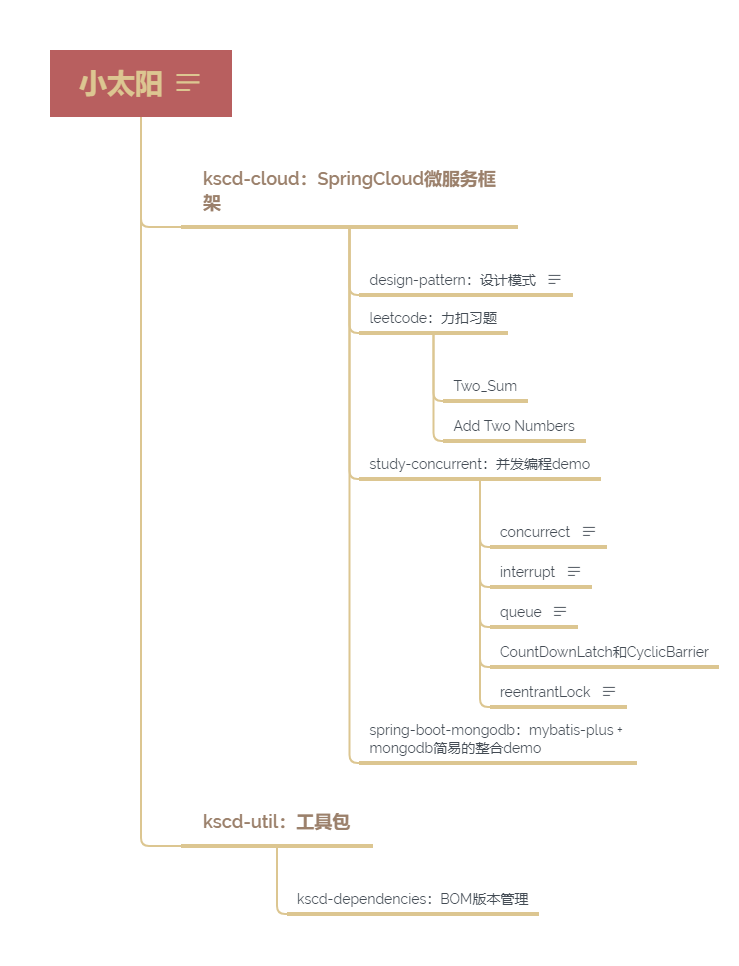 小太阳
kscd-cloud：SpringCloud微服务框
架
design-pattern：设计模式
leetcode：力扣习题
Two_Sum
Add Two Numbers
study-concurrent：并发编程demo
concurrect
interrupt
queue
CountDownLatch和CyclicBarrier
reentrantLock
spring-boot-mongodb：mybatis-plus +
mongodb简易的整合demo
kscd-util：工具包
kscd-dependencies：BOM版本管理